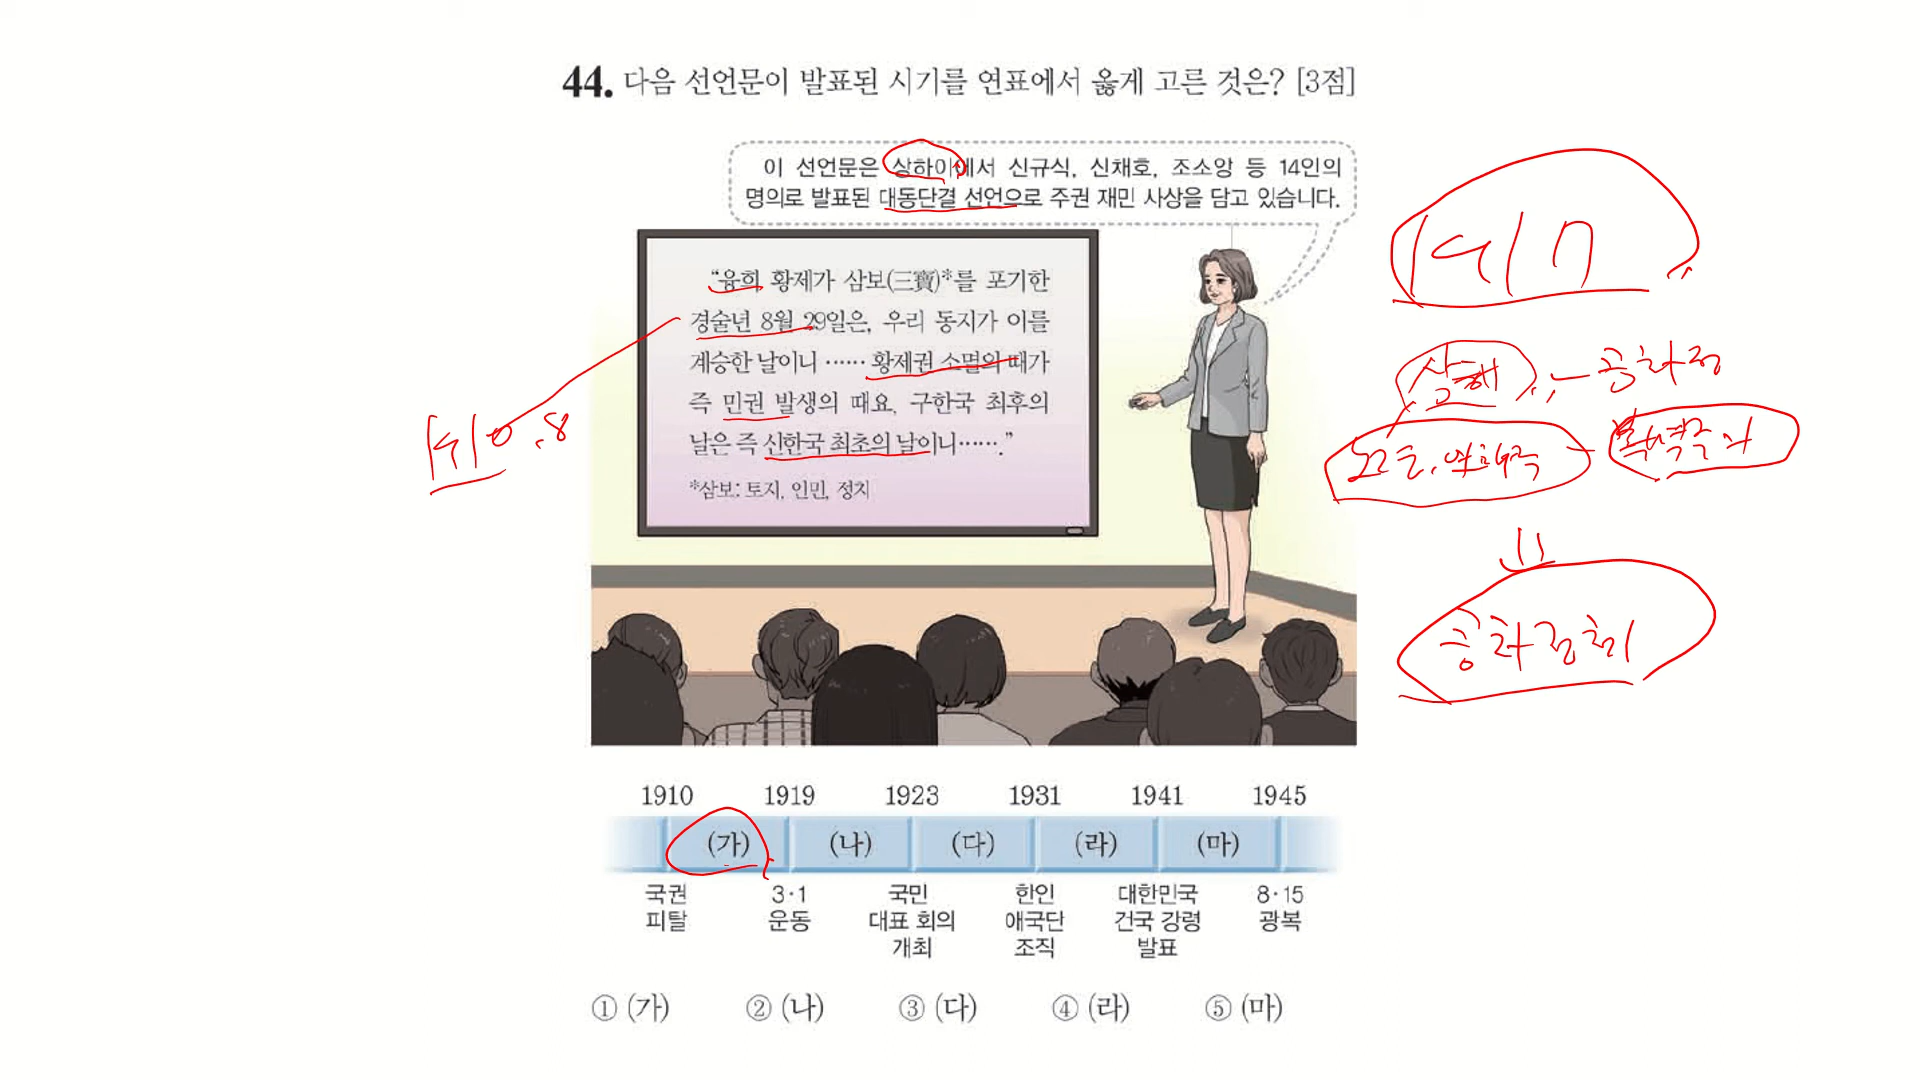 44. 다음 선언문이 발표된 시기를 연표에서 옳게 고른 것은? [3점]
이 선언문은 상하이에서 신규식, 신채호, 조소앙 등 14인의
명의로 발표된 대동단결 선언으로 주권 재민 사상을 담고 있습니다.
“융희 황제가 삼보(三寶)*를 포기한
경술년 8월 29일은, 우리 동지가 이를
계승한 날이니 ⋯⋯ 황제권 소멸의 때가
즉 민권 발생의 때요, 구한국 최후의
날은 즉 신한국 최초의 날이니⋯⋯.”
*삼보: 토지, 인민, 정치
1910.8
1917
상해
공화정
1910 1919 1923 1931 1941 1945
(가) (나) (다) (라) (마)
국권 3·1 국민 한인 대한민국 8·15
피탈 운동 대표 회의 애국단 건국 강령 광복
개최 조직 발표
① (가) ② (나) ③ (다) ④ (라) ⑤ (마)